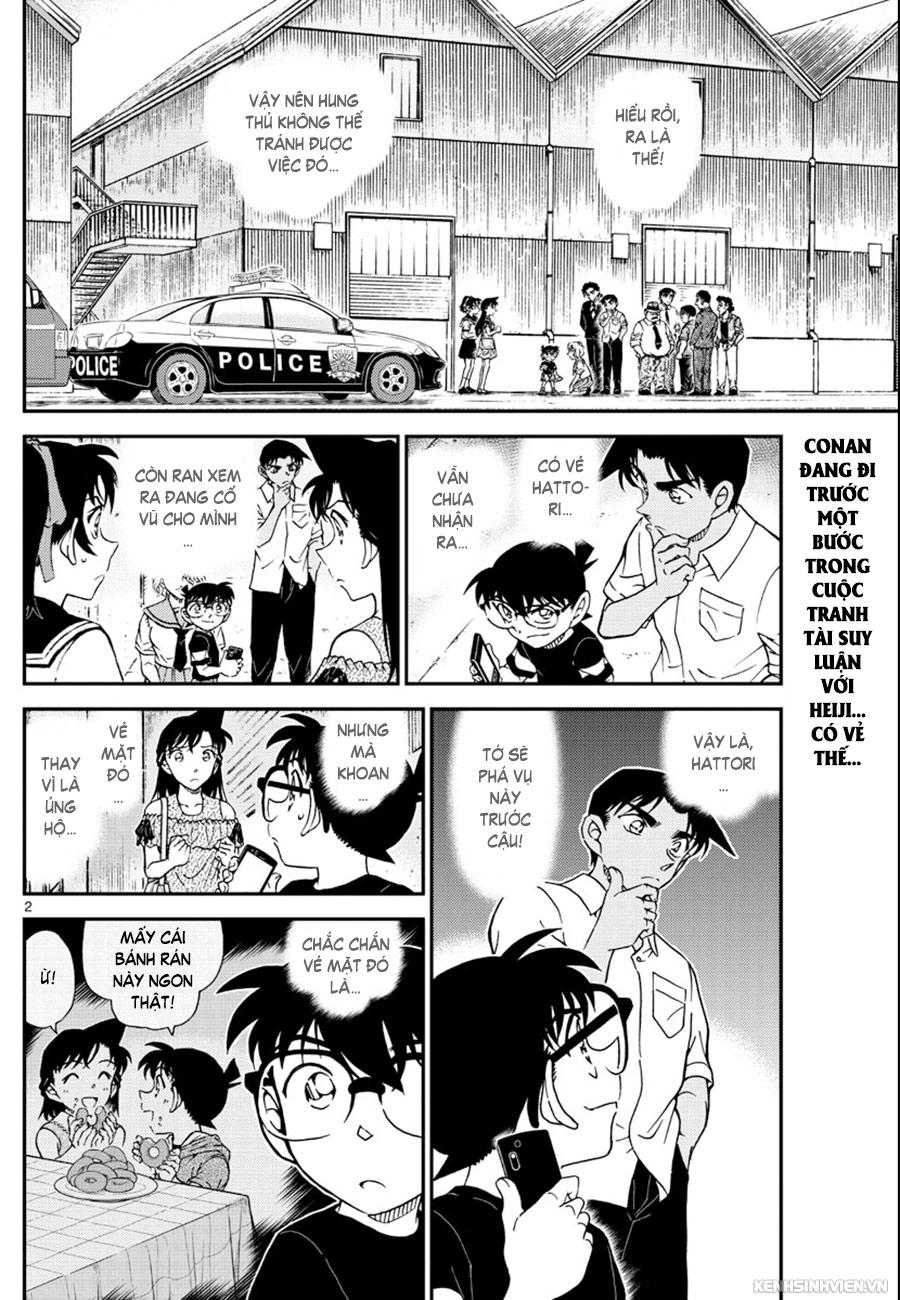 HIỂU RỒI,
RA LÀ
THẾ!
VẬY NÊN HUNG
THỦ KHÔNG THỂ
TRÁNH ĐƯỢC
VIỆC ĐÓ...
POLICE
POLICE
CONAN
ĐANG ĐI
TRƯỚC
MỘT
BƯỚC
TRONG
CUỘC
TRANH
TÀI SUY
LUẬN
VỚI
HEIJI...
CÓ VẺ
THẾ...
CÓ VẺ
HATTO-
RI...
VẪN
CHƯA
NHẬN
RA...
CÒN RAN XEM
RA ĐANG CỔ
VŨ CHO MÌNH
...
VẬY LÀ,
HATTORI
...
TỚ SẼ
PHÁ VỤ
NÀY
TRƯỚC
CẬU!
NHƯNG
MÀ
KHOAN
...
VẺ
MẶT ĐÓ
...
THAY
VÌ LÀ
ỦNG
HỘ...
2
CHẮC CHẮN
VẺ MẶT ĐÓ
LÀ...
MẤY CÁI
BÁNH RÁN
NÀY NGON
THẬT!
Ừ!
KENHSINHVIEN.VN